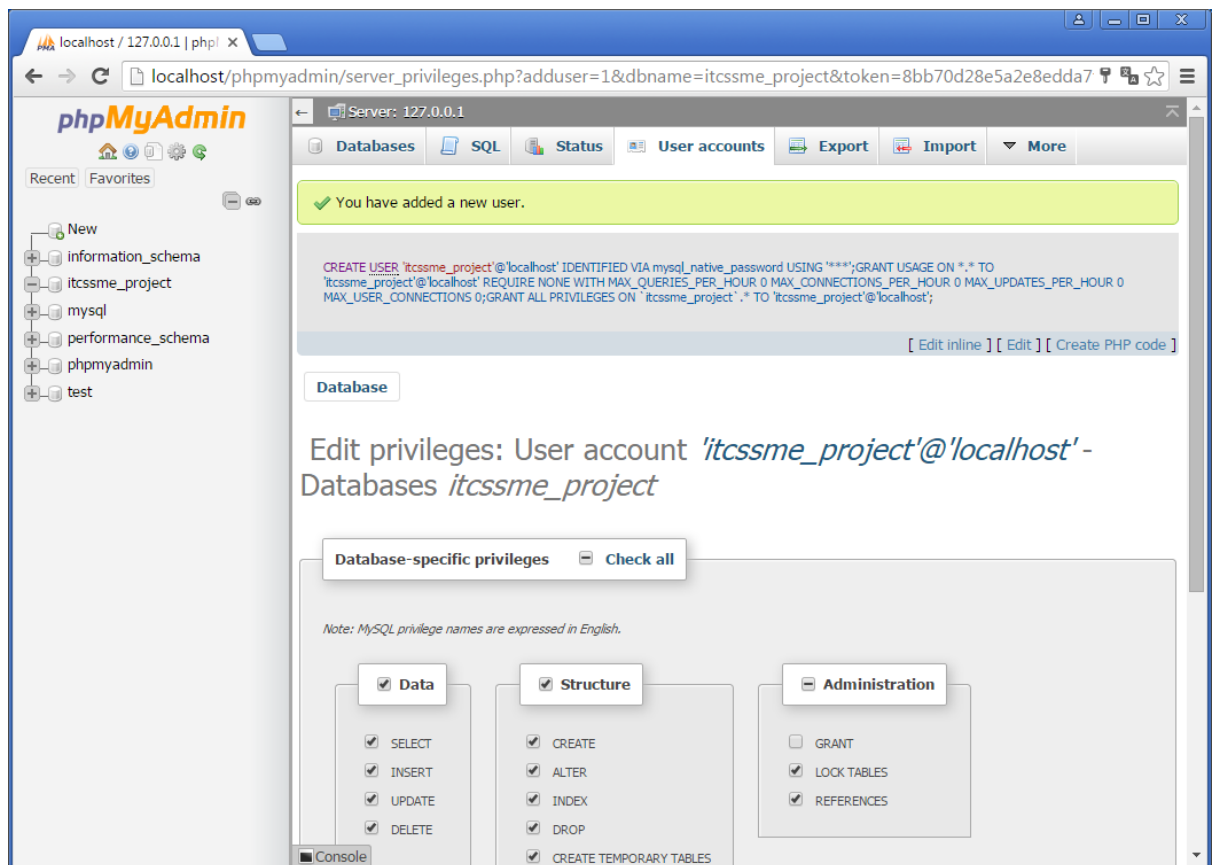 localhost / 127.0.0.1 | phpl
localhost/phpmyadmin/server_privileges.php?adduser=1&dbname=itcssme_project&token=8bb70d28e5a2e8edda7
phpMyAdmin
Recent Favorites
New
information_schema
itcssme_project
mysql
performance_schema
phpmyadmin
test
Server: 127.0.0.1
Databases SQL Status User accounts Export Import More
You have added a new user.
CREATE USER 'itcssme_project'@'localhost' IDENTIFIED VIA mysql_native_password USING '***';GRANT USAGE ON *.* TO
'itcssme_project'@'localhost' REQUIRE NONE WITH MAX_QUERIES_PER_HOUR 0 MAX_CONNECTIONS_PER_HOUR 0 MAX_UPDATES_PER_HOUR 0
MAX_USER_CONNECTIONS 0;GRANT ALL PRIVILEGES ON `itcssme_project`.* TO 'itcssme_project'@'localhost';
[ Edit inline ] [ Edit ] [ Create PHP code ]
Database
Edit privileges: User account 'itcssme_project'@'localhost' -
Databases itcssme_project
Database-specific privileges Check all
Note: MySQL privilege names are expressed in English.
Data Structure Administration
SELECT CREATE GRANT
INSERT ALTER LOCK TABLES
UPDATE INDEX REFERENCES
DELETE DROP
CREATE TEMPORARY TABLES
Console